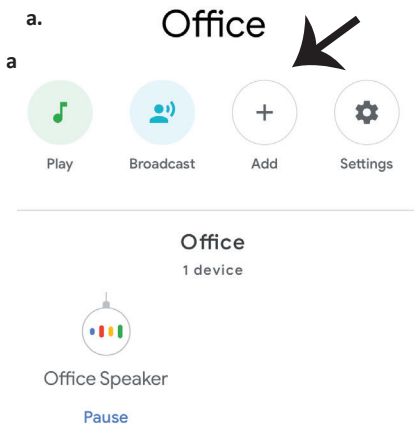 a.
Office
a
Play Broadcast Add Settings
Office
1 device
Office Speaker
Pause